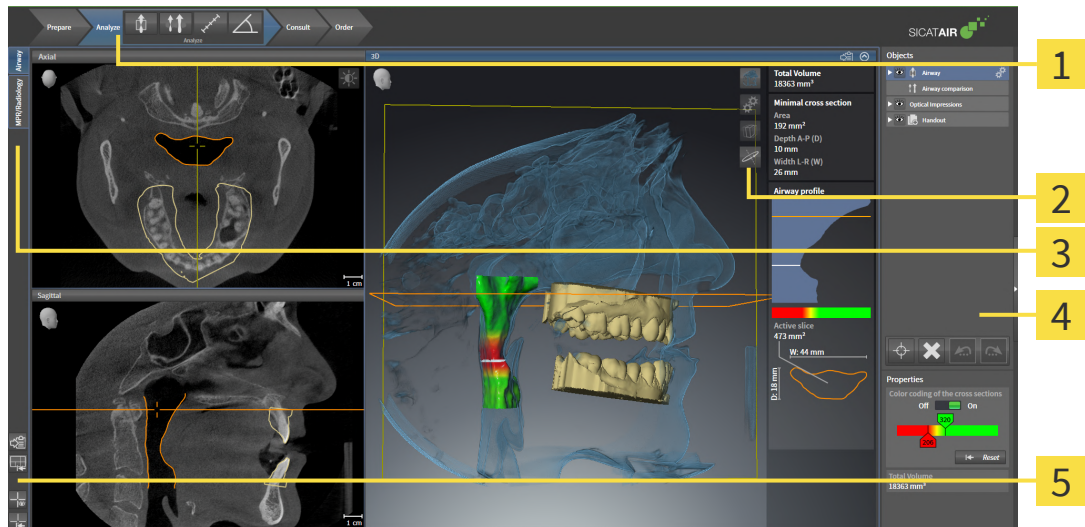 Prepare
Analyze
Analyze
Consult
Order
SICATAIR
1
Airway
MPR/Radiology
Axial
1 cm
3D
Total Volume
18363 mm³
Minimal cross section
Area
192 mm²
Depth A-P (D)
10 mm
Width L-R (W)
26 mm
Airway profile
Active slice
473 mm²
W: 44 mm
D: 18 mm
Objects
Airway
Airway comparison
Optical Impressions
Handout
2
3
4
Sagittal
1 cm
Properties
Color coding of the cross sections
Off
On
320
200
Reset
Total Volume
18363 mm³
5